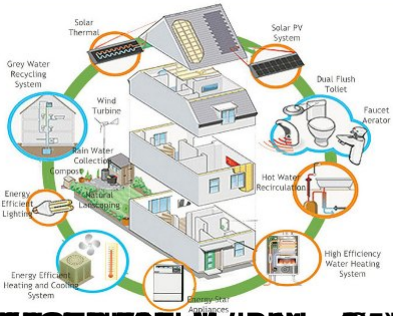 Solar
Thermal
Solar PV
System
Grey Water
Recycling
System
Dual Flush
Toliet
Wind
Turbine
Faucet
Aerator
Rain Water
Collection
Compost
Natural
Landscaping
Hot Water
Recirculation
Energy
Efficient
Lighting
High Efficiency
Water Heating
System
Energy Efficient
Heating and Cooling
System
Energy Star
Appliances